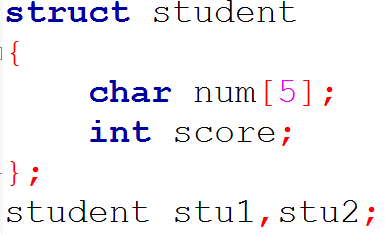 struct student
{
    char num[5];
    int score;
};
student stu1,stu2;